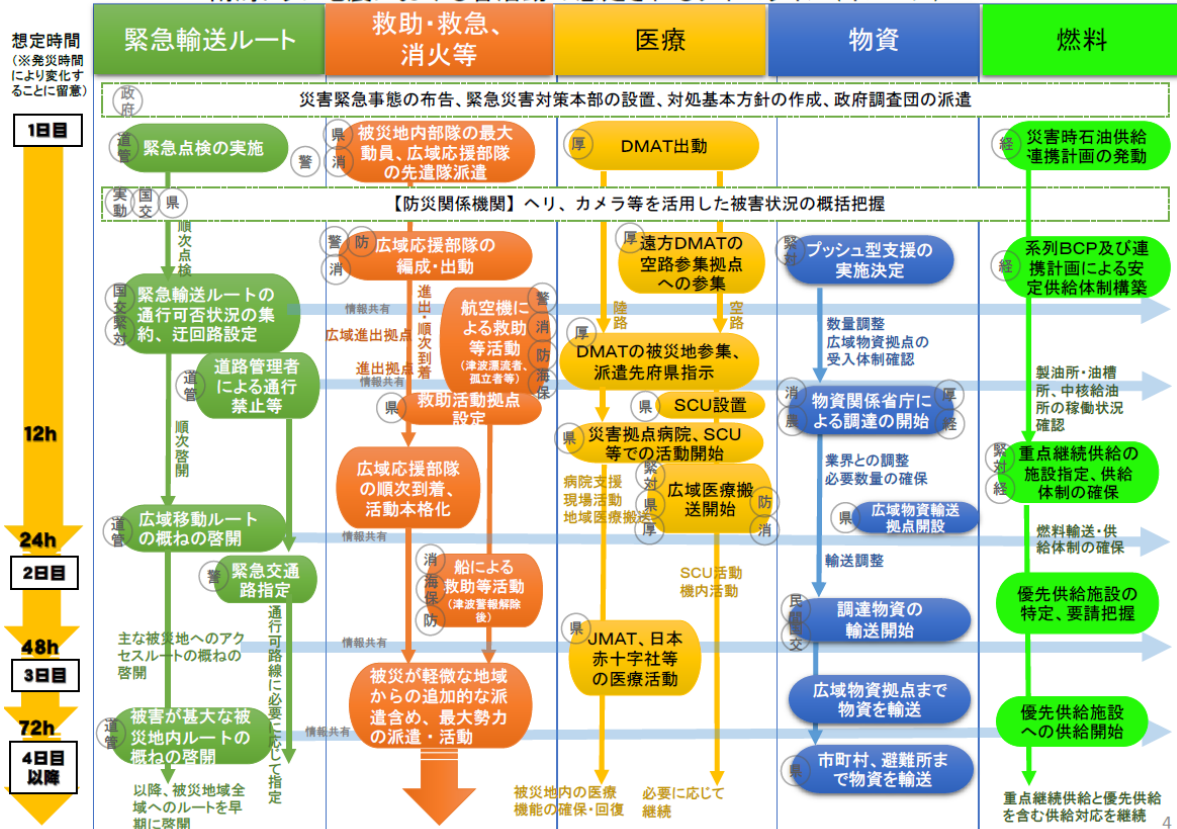 想定時間
(※発災時間
により変化す
ることに留意)
緊急輸送ルート
救助・救急、
消火等
医療
物資
燃料
政府
災害緊急事態の布告、緊急災害対策本部の設置、対処基本方針の作成、政府調査団の派遣
1日目
道管
緊急点検の実施
県
警
消
被災地内部隊の最大
動員、広域応援部隊
の先遣隊派遣
厚
DMAT出動
経
災害時石油供給
連携計画の発動
実動
国交
県
【防災関係機関】ヘリ、カメラ等を活用した被害状況の概括把握
順次点検
警
防
消
広域応援部隊の
編成・出動
厚
遠方DMATの
空路参集拠点
への参集
緊対
プッシュ型支援の
実施決定
経
系列BCP及び連
携計画による安
定供給体制構築
国交
緊対
緊急輸送ルートの
通行可否状況の集
約、迂回路設定
情報共有
進出・順次到着
広域進出拠点
進出拠点
航空機に
よる救助
等活動
(津波漂流者、
孤立者等)
警
消
防
海保
陸路
空路
数量調整
広域物資拠点の
受入体制確認
道管
道路管理者
による通行
禁止等
情報共有
厚
DMATの被災地参集、
派遣先府県指示
製油所・油槽
所、中核給油
所の稼働状況
確認
県
救助活動拠点
設定
県
SCU設置
消
農
厚
経
物資関係省庁に
よる調達の開始
12h
順次啓開
県
災害拠点病院、SCU
等での活動開始
業界との調整
必要数量の確保
緊対
経
重点継続供給の
施設指定、供給
体制の確保
広域応援部隊
の順次到着、
活動本格化
病院支援
現場活動
地域医療搬送
緊対
県
厚
広域医療搬
送開始
防
消
県
広域物資輸送
拠点開設
24h
道管
広域移動ルート
の概ねの啓開
情報共有
燃料輸送・供
給体制の確保
輸送調整
2日目
警
緊急交通
路指定
消
海保
防
船による
救助等活動
(津波警報解除
後)
SCU活動
機内活動
優先供給施設の
特定、要請把握
通行可路線に必要に応じて指定
民間
国交
調達物資の
輸送開始
48h
主な被災地へのアク
セスルートの概ねの
啓開
情報共有
県
JMAT、日本
赤十字社等
の医療活動
3日目
被災が軽微な地域
からの追加的な派
遣含め、最大勢力
の派遣・活動
広域物資拠点まで
物資を輸送
72h
道管
被害が甚大な被
災地内ルートの
概ねの啓開
情報共有
優先供給施設
への供給開始
4日目
以降
県
市町村、避難所ま
で物資を輸送
以降、被災地域全
域へのルートを早
期に啓開
被災地内の医療
機能の確保・回復
必要に応じて
継続
重点継続供給と優先供給
を含む供給対応を継続
4